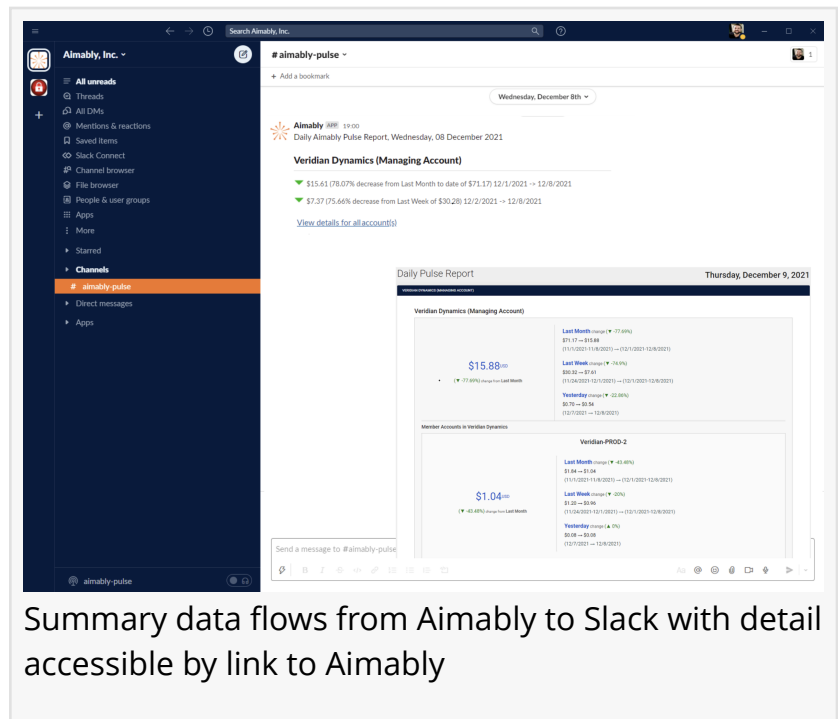 Search Aimably, Inc.
Aimably, Inc.
# aimably-pulse
1
+ Add a bookmark
All unreads
Threads
All DMs
Mentions & reactions
Saved items
Slack Connect
Channel browser
File browser
People & user groups
Apps
More
Starred
Channels
# aimably-pulse
Direct messages
Apps
aimably-pulse
Wednesday, December 8th
Aimably APP 19:00
Daily Aimably Pulse Report, Wednesday, 08 December 2021
Veridian Dynamics (Managing Account)
$15.61 (78.07% decrease from Last Month to date of $71.17) 12/1/2021 -> 12/8/2021
$7.37 (75.66% decrease from Last Week of $30.28) 12/2/2021 -> 12/8/2021
View details for all account(s)
Daily Pulse Report
Thursday, December 9, 2021
VERIDIAN DYNAMICS (MANAGING ACCOUNT)
Veridian Dynamics (Managing Account)
$15.88 USD
(▼ -77.69%) change from Last Month
Last Month change (▼ -77.69%)
$71.17 → $15.88
(11/1/2021-11/8/2021) → (12/1/2021-12/8/2021)
Last Week change (▼ -74.9%)
$30.32 → $7.61
(11/24/2021-12/1/2021) → (12/1/2021-12/8/2021)
Yesterday change (▼ -22.86%)
$0.70 → $0.54
(12/7/2021 → 12/8/2021)
Member Accounts in Veridian Dynamics
Veridian-PROD-2
$1.04 USD
(▼ -43.48%) change from Last Month
Last Month change (▼ -43.48%)
$1.84 → $1.04
(11/1/2021-11/8/2021) → (12/1/2021-12/8/2021)
Last Week change (▼ -20%)
$1.20 → $0.96
(11/24/2021-12/1/2021) → (12/1/2021-12/8/2021)
Yesterday change (▲ 0%)
$0.08 → $0.08
(12/7/2021 → 12/8/2021)
Send a message to #aimably-pulse
Aa
Summary data flows from Aimably to Slack with detail
accessible by link to Aimably